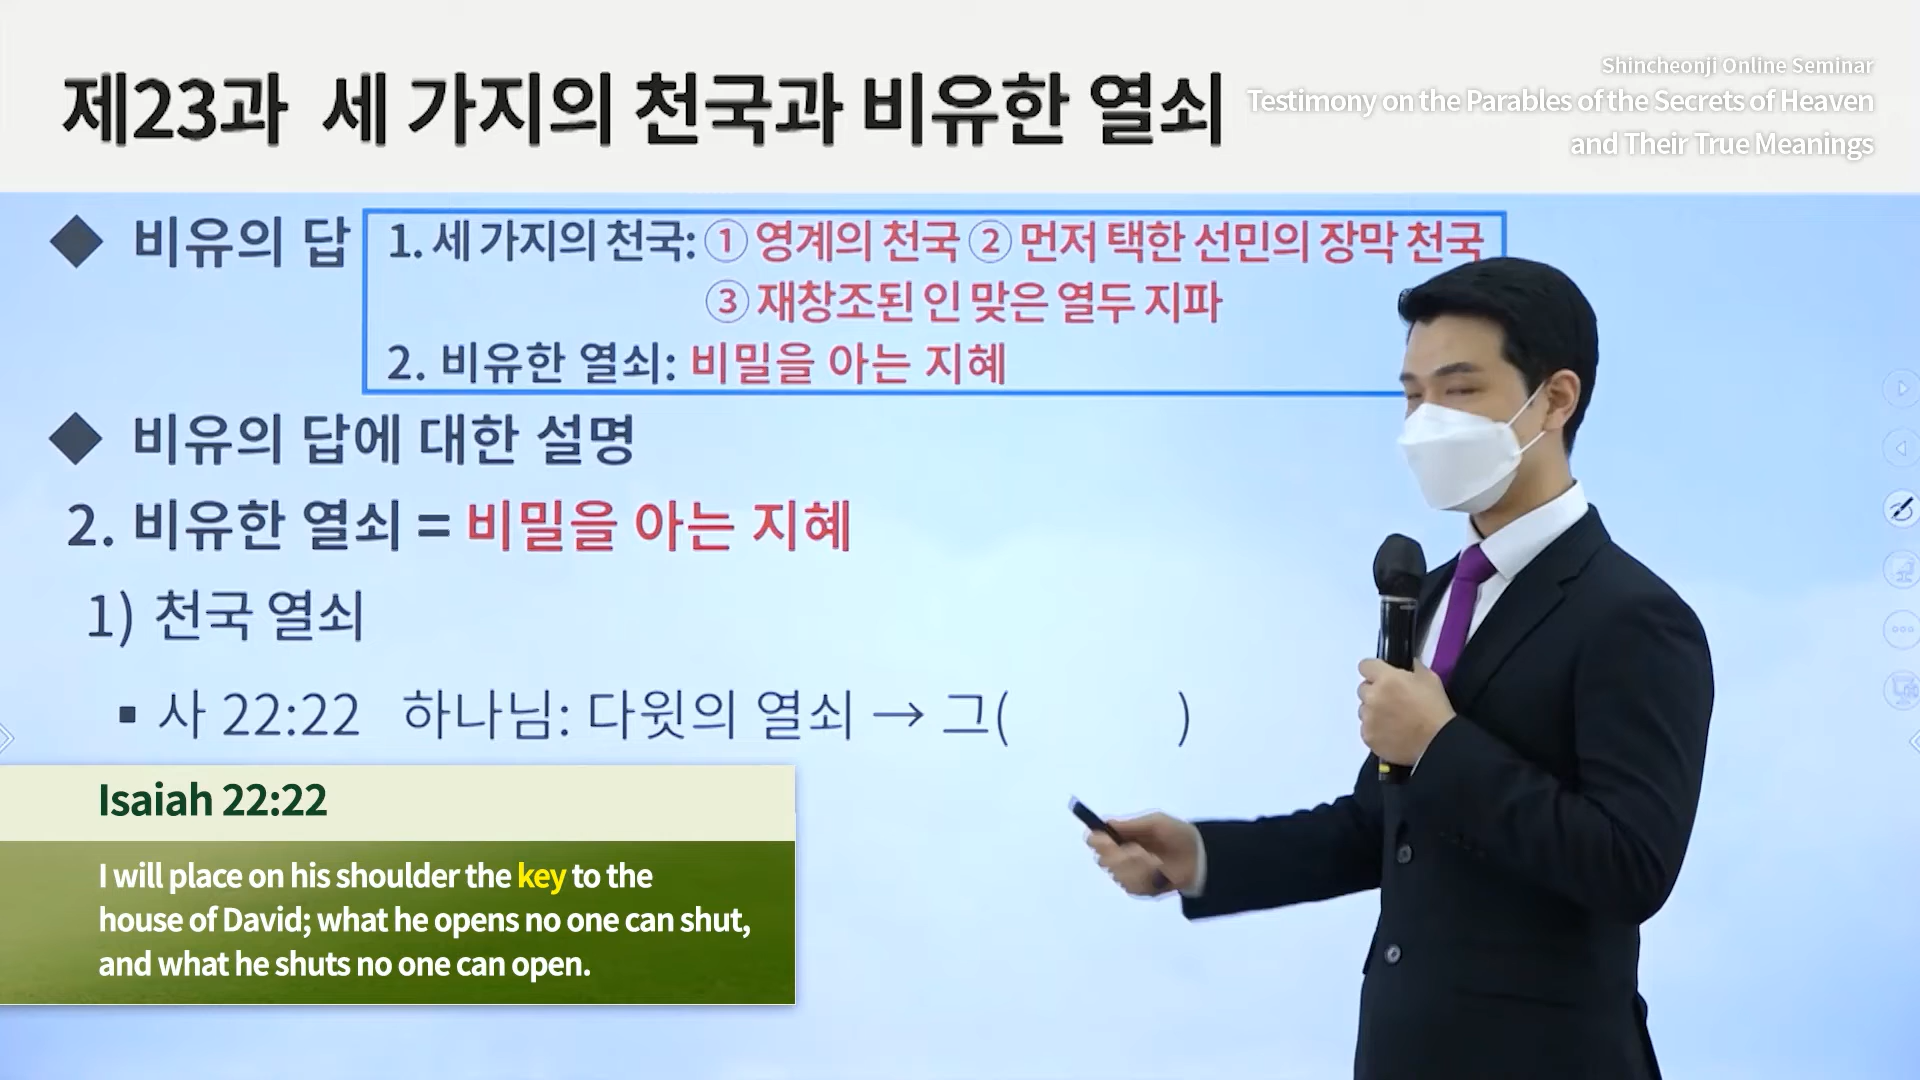 제23과 세 가지의 천국과 비유한 열쇠
Shincheonji Online Seminar
Testimony on the Parables of the Secrets of Heaven
and Their True Meanings
◆ 비유의 답
1. 세 가지의 천국: ① 영계의 천국 ② 먼저 택한 선민의 장막 천국
③ 재창조된 인 맞은 열두 지파
2. 비유한 열쇠: 비밀을 아는 지혜
◆ 비유의 답에 대한 설명
2. 비유한 열쇠 = 비밀을 아는 지혜
1) 천국 열쇠
▪ 사 22:22 하나님: 다윗의 열쇠 → 그( )
Isaiah 22:22
I will place on his shoulder the key to the
house of David; what he opens no one can shut,
and what he shuts no one can open.